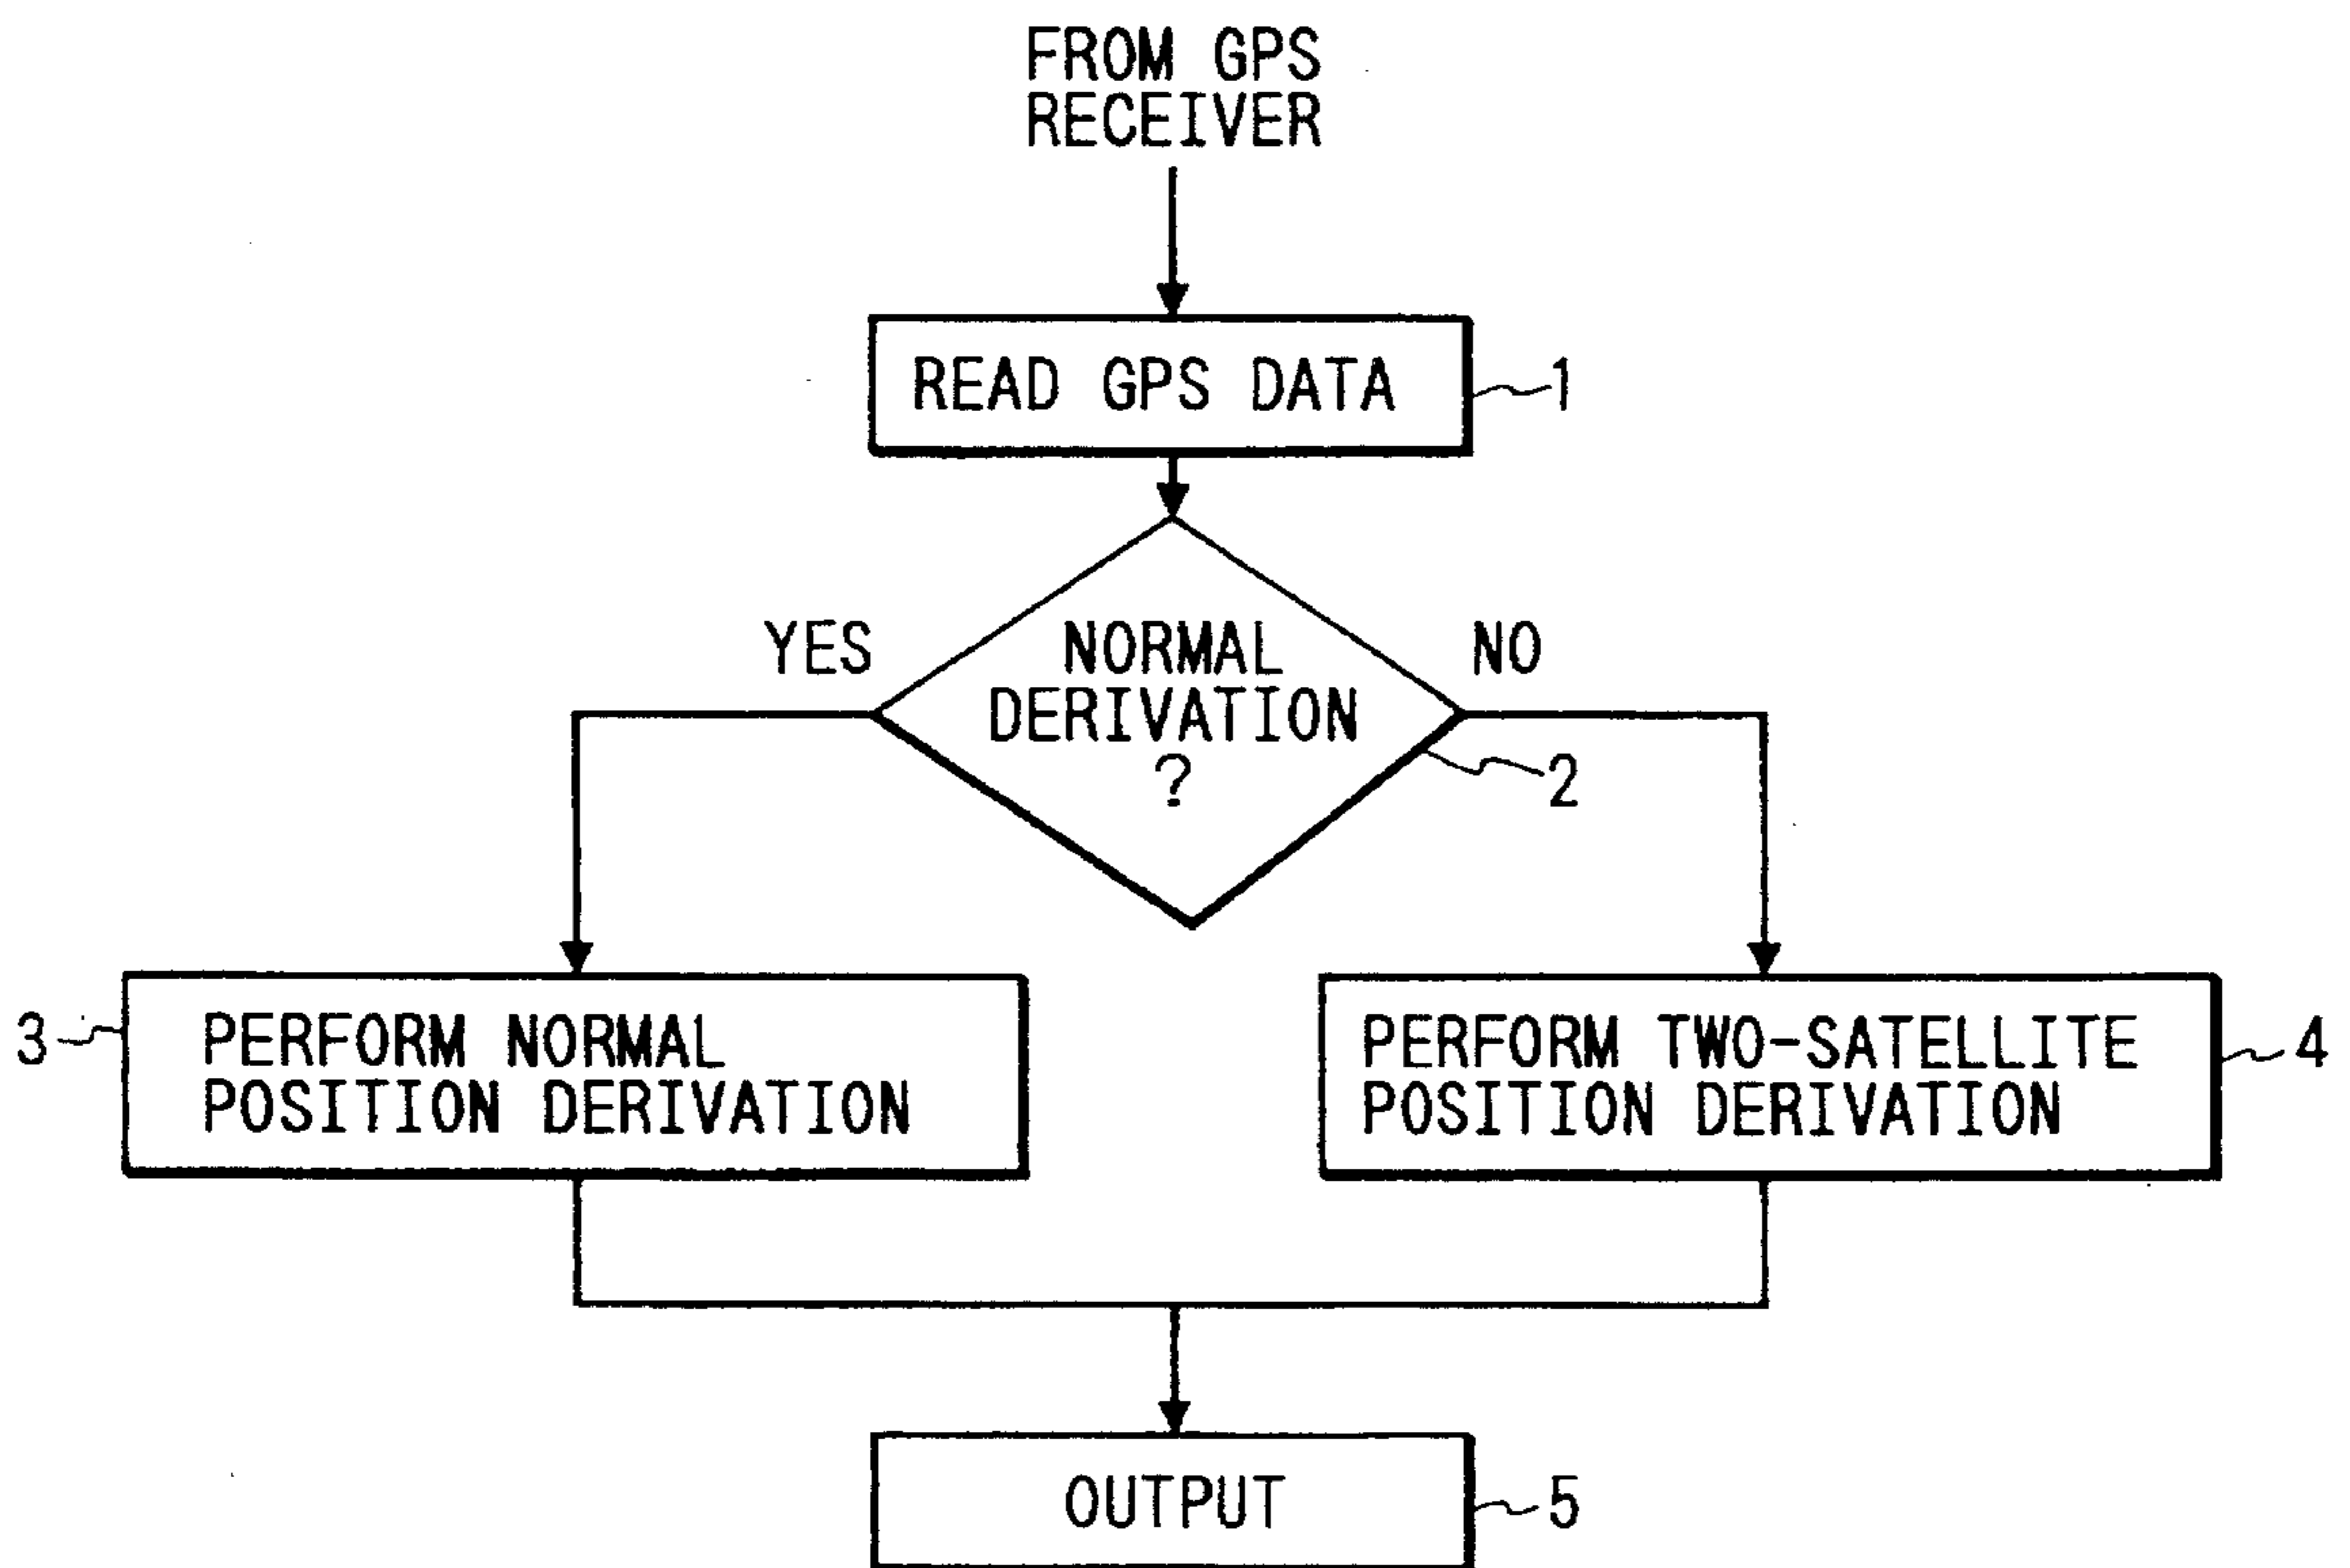 FROM GPS
RECEIVER
READ GPS DATA
1
YES
NORMAL
DERIVATION
?
NO
2
3
PERFORM NORMAL
POSITION DERIVATION
PERFORM TWO-SATELLITE
POSITION DERIVATION
4
OUTPUT
5